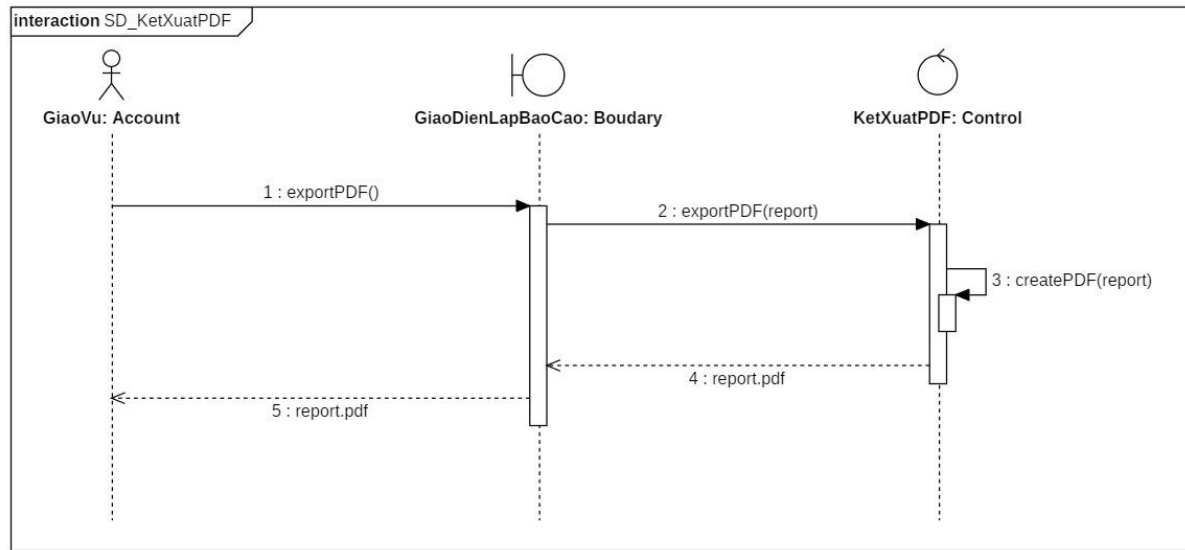 interaction SD_KetXuatPDF
GiaoVu: Account
GiaoDienLapBaoCao: Boudary
KetXuatPDF: Control
1 : exportPDF()
2 : exportPDF(report)
3 : createPDF(report)
4 : report.pdf
5 : report.pdf